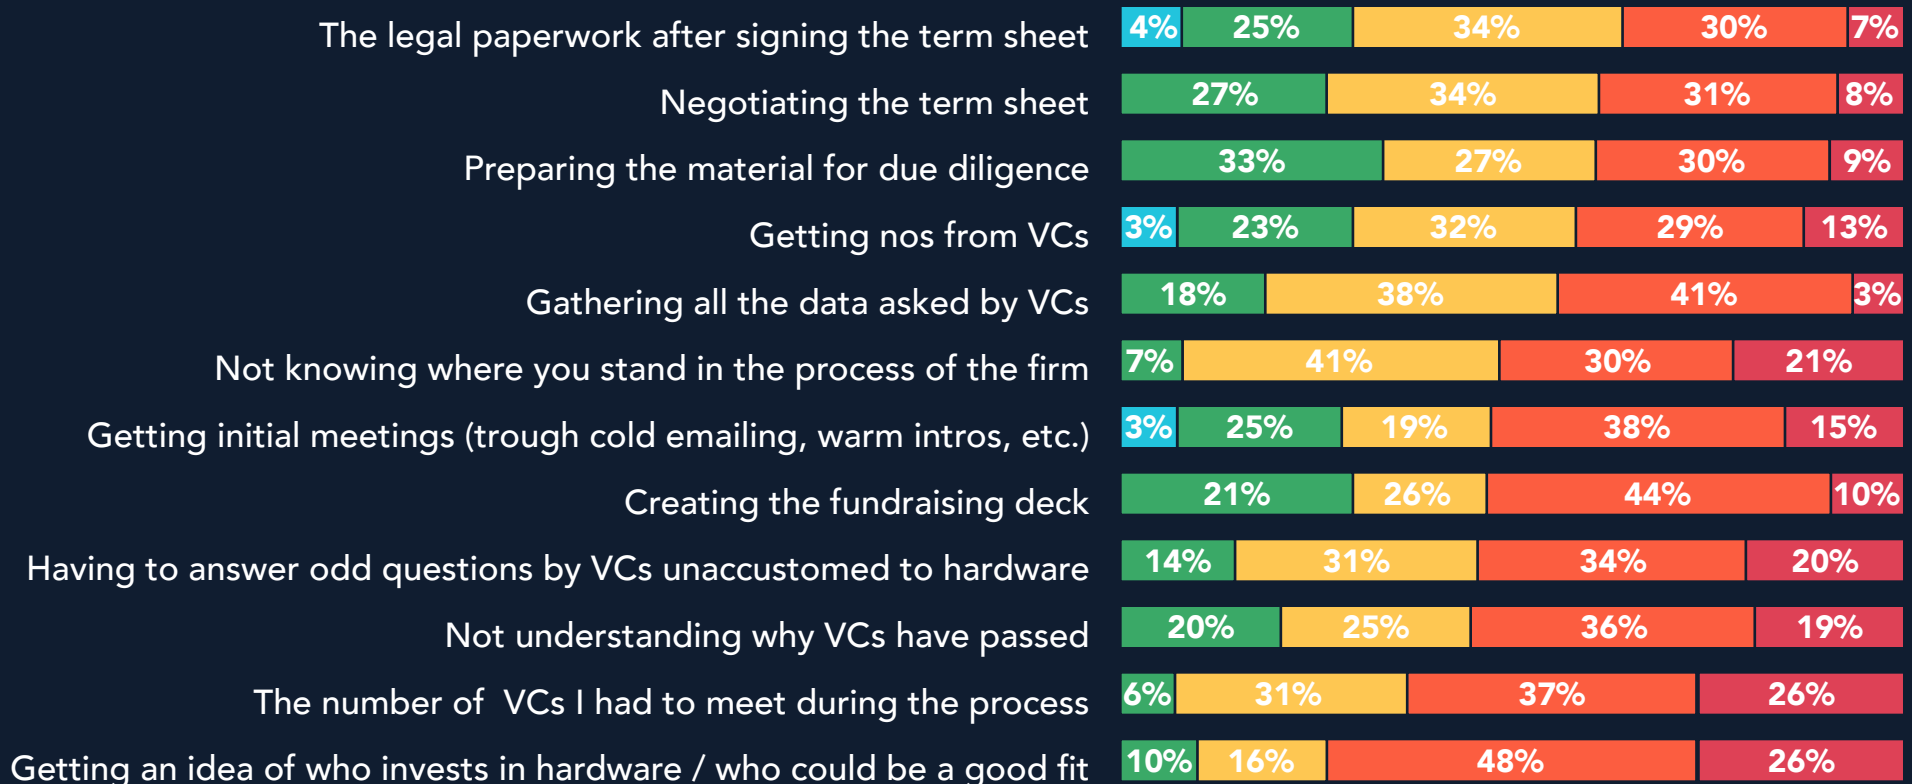 The legal paperwork after signing the term sheet 4% 25% 34% 30% 7%
Negotiating the term sheet 27% 34% 31% 8%
Preparing the material for due diligence 33% 27% 30% 9%
Getting nos from VCs 3% 23% 32% 29% 13%
Gathering all the data asked by VCs 18% 38% 41% 3%
Not knowing where you stand in the process of the firm 7% 41% 30% 21%
Getting initial meetings (trough cold emailing, warm intros, etc.) 3% 25% 19% 38% 15%
Creating the fundraising deck 21% 26% 44% 10%
Having to answer odd questions by VCs unaccustomed to hardware 14% 31% 34% 20%
Not understanding why VCs have passed 20% 25% 36% 19%
The number of  VCs I had to meet during the process 6% 31% 37% 26%
Getting an idea of who invests in hardware / who could be a good fit 10% 16% 48% 26%